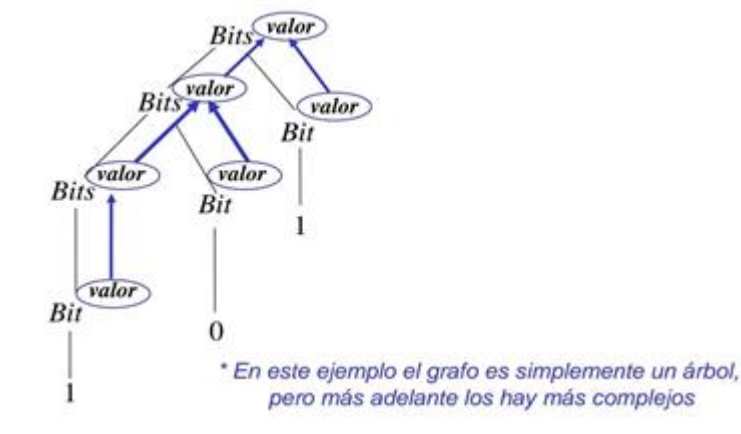 Bits valor
Bits valor
valor
Bit
Bits valor
valor
Bit
1
valor
Bit
0
1
* En este ejemplo el grafo es simplemente un árbol,
pero más adelante los hay más complejos